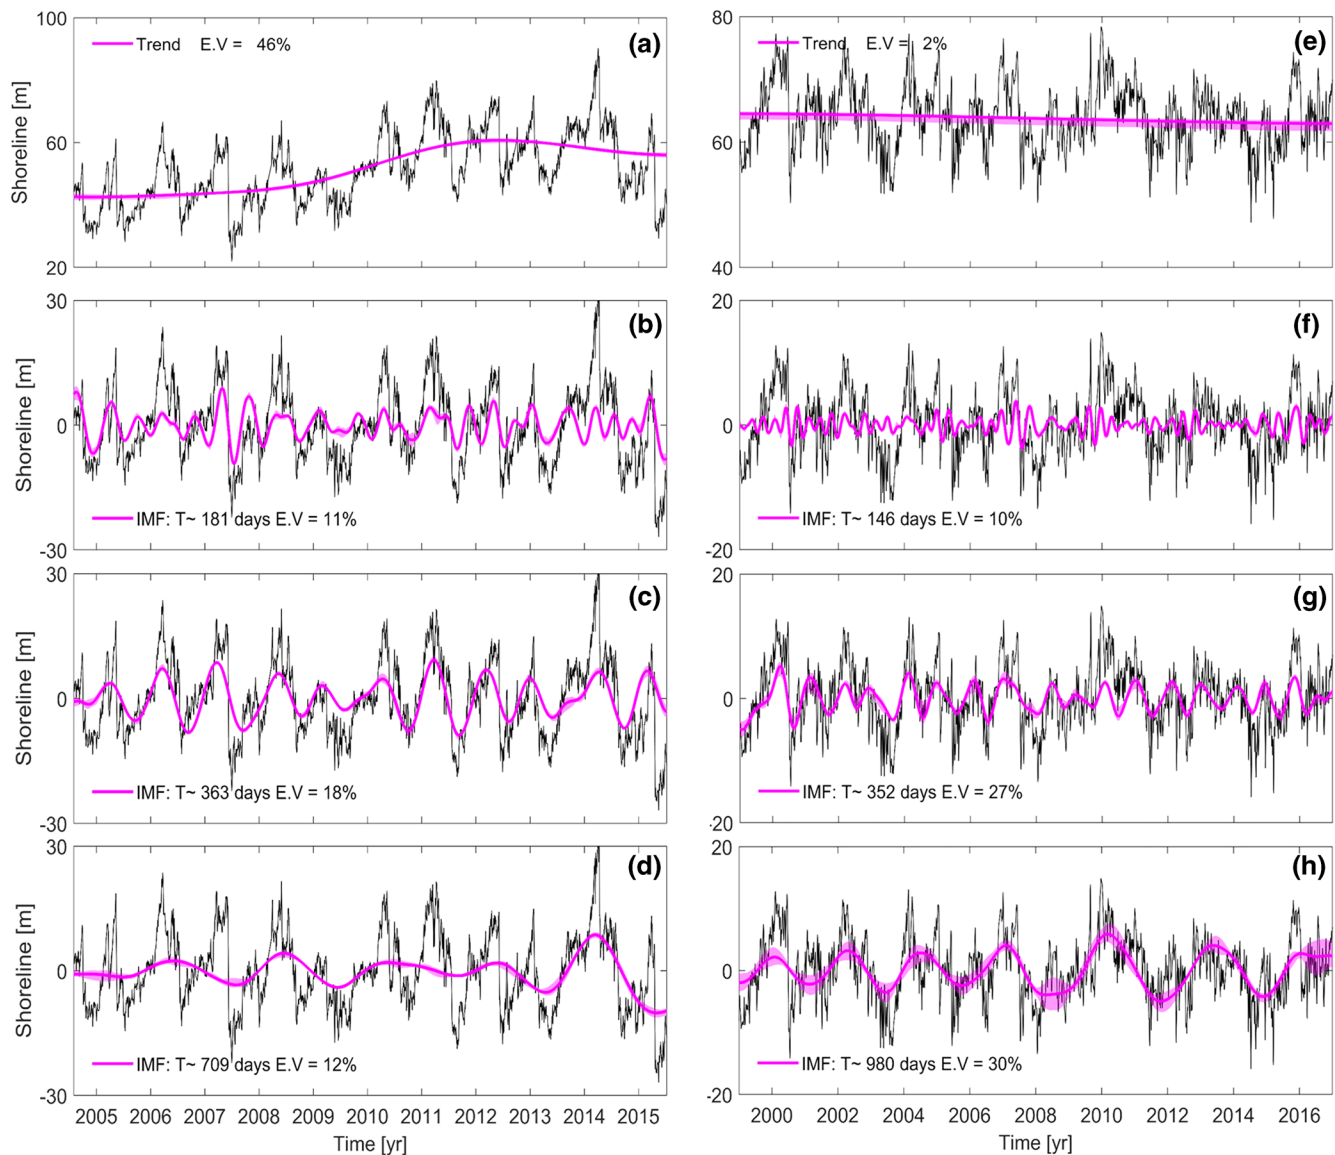 100
60
20
Shoreline [m]
Trend E.V = 46%
(a)
80
60
40
Trend E.V = 2%
(e)
30
0
-30
Shoreline [m]
(b)
IMF: T~ 181 days E.V = 11%
20
0
-20
(f)
IMF: T~ 146 days E.V = 10%
30
0
-30
Shoreline [m]
(c)
IMF: T~ 363 days E.V = 18%
20
0
-20
(g)
IMF: T~ 352 days E.V = 27%
30
0
-30
Shoreline [m]
(d)
IMF: T~ 709 days E.V = 12%
2005 2006 2007 2008 2009 2010 2011 2012 2013 2014 2015
Time [yr]
20
0
-20
(h)
IMF: T~ 980 days E.V = 30%
2000 2002 2004 2006 2008 2010 2012 2014 2016
Time [yr]